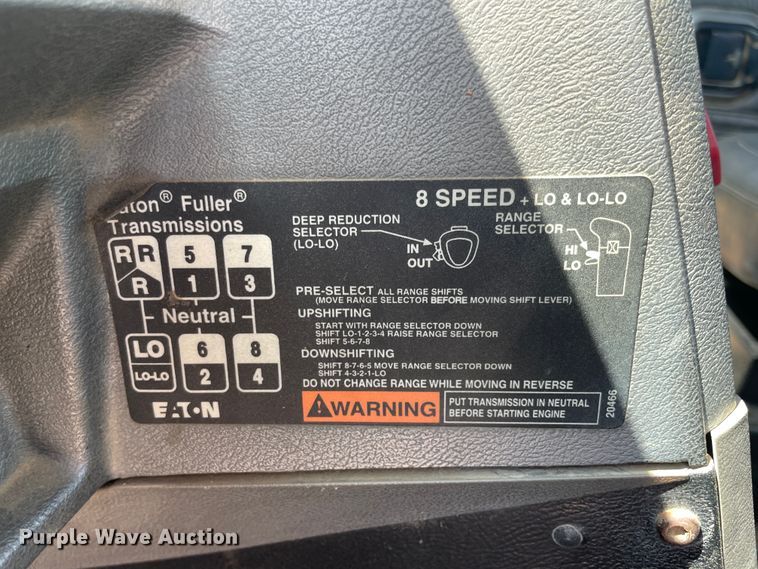 8 SPEED + LO & LO-LO
Fuller®
Transmissions
DEEP REDUCTION
SELECTOR
(LO-LO)
IN
OUT
RANGE
SELECTOR
HI
LO
R R 5 7
R 1 3
Neutral
LO 6 8
LO-LO 2 4
PRE-SELECT ALL RANGE SHIFTS
(MOVE RANGE SELECTOR BEFORE MOVING SHIFT LEVER)
UPSHIFTING
START WITH RANGE SELECTOR DOWN
SHIFT LO-1-2-3-4 RAISE RANGE SELECTOR
SHIFT 5-6-7-8
DOWNSHIFTING
SHIFT 8-7-6-5 MOVE RANGE SELECTOR DOWN
SHIFT 4-3-2-1-LO
DO NOT CHANGE RANGE WHILE MOVING IN REVERSE
EATON
WARNING
PUT TRANSMISSION IN NEUTRAL
BEFORE STARTING ENGINE
20466
Purple Wave Auction
Purple Wave Auction